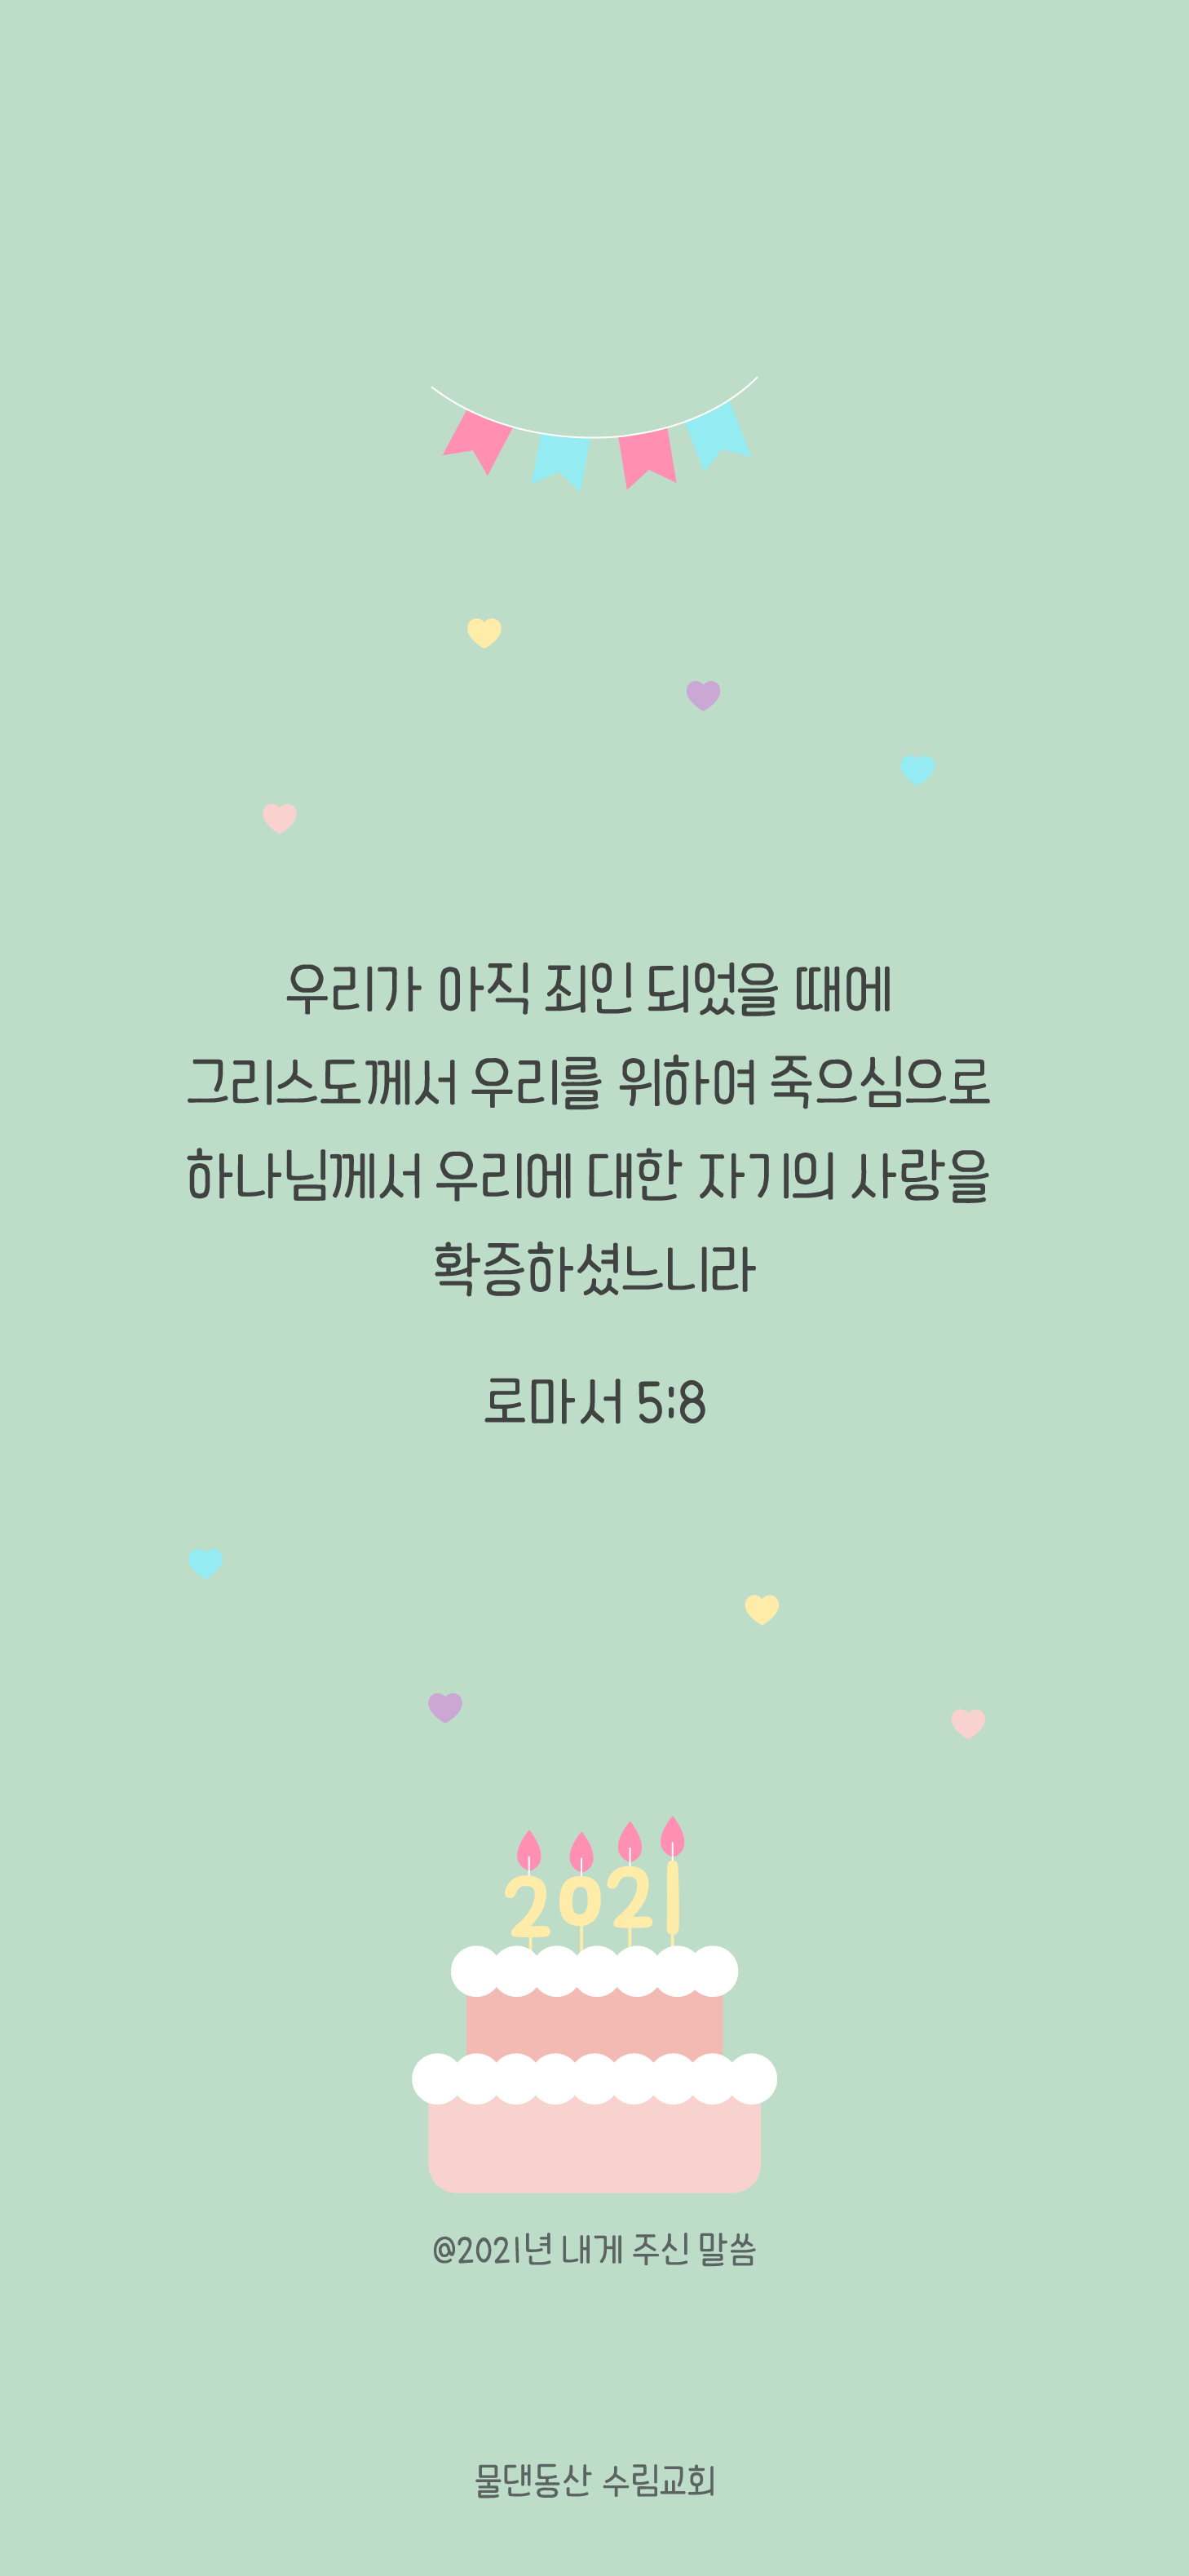 우리가 아직 죄인 되었을 때에
그리스도께서 우리를 위하여 죽으심으로
하나님께서 우리에 대한 자기의 사랑을
확증하셨느니라
로마서 5:8
2021
@2021년 내게 주신 말씀
물댄동산 수림교회